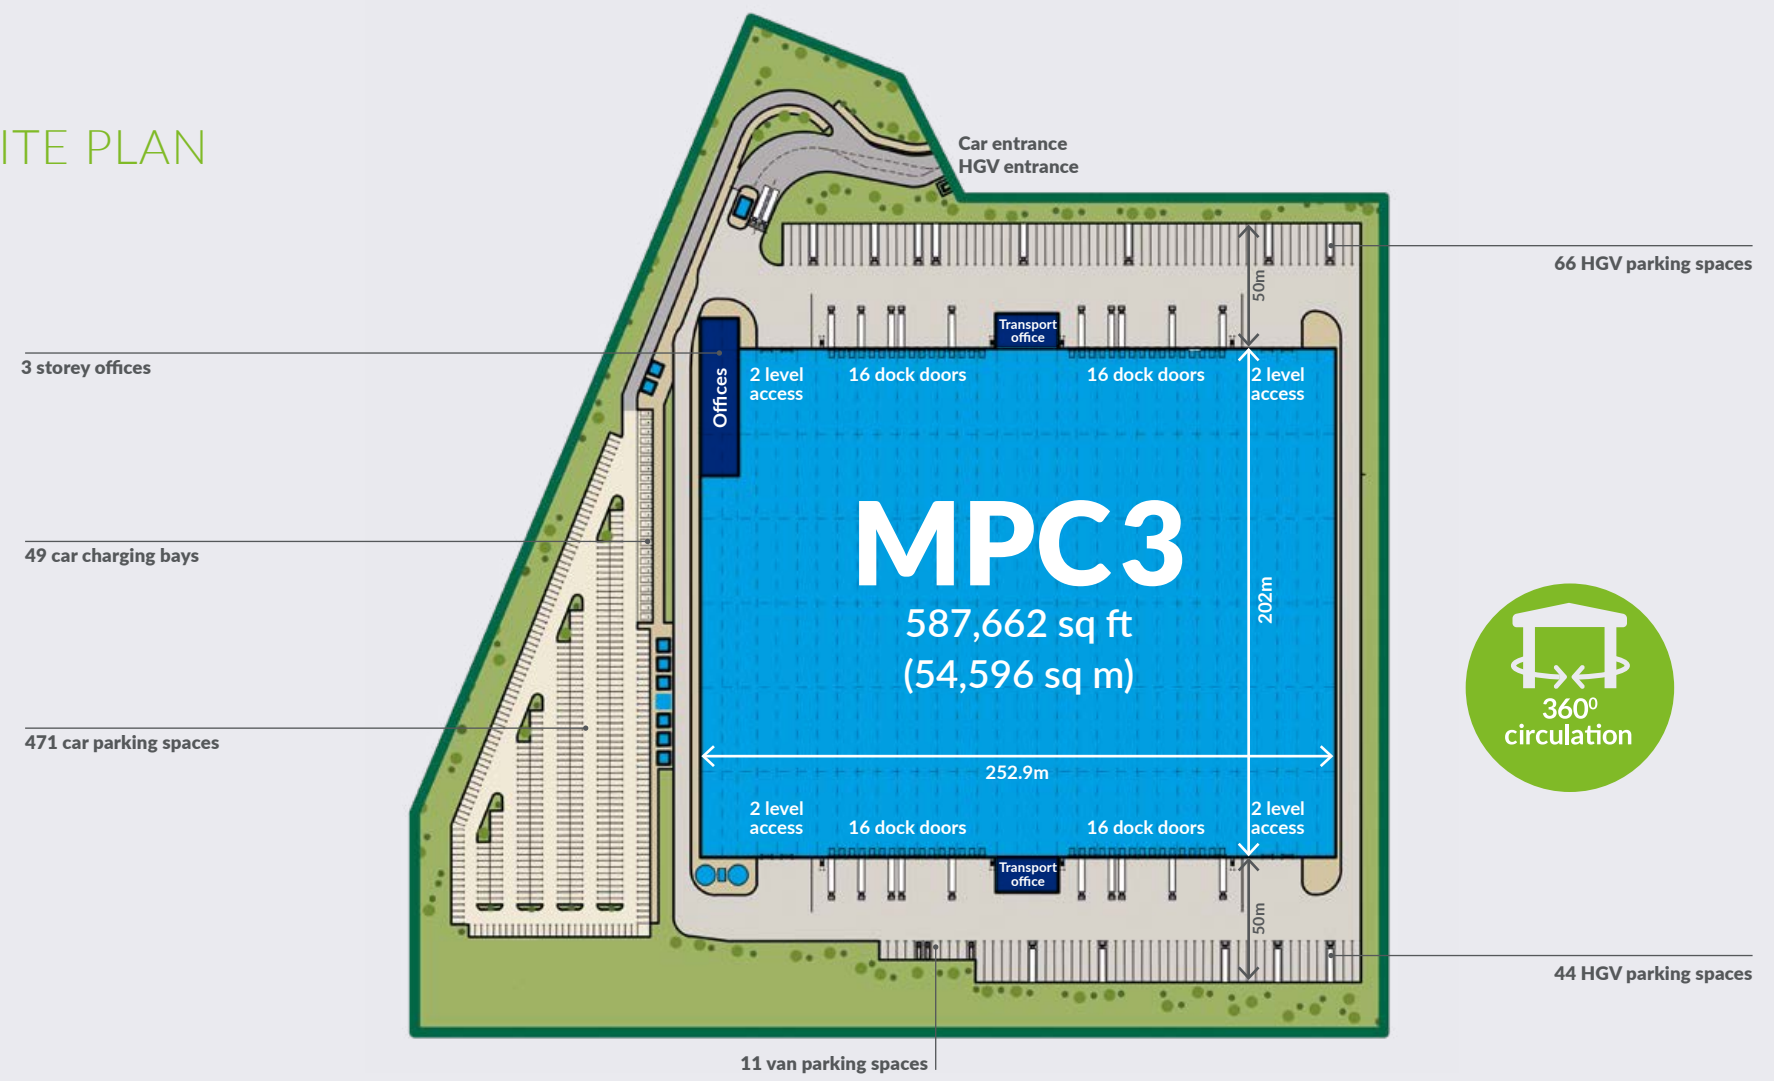 ITE PLAN
Car entrance
HGV entrance
66 HGV parking spaces
50m
Transport
office
3 storey offices
Offices
2 level
access
16 dock doors
16 dock doors
2 level
access
MPC3
587,662 sq ft
(54,596 sq m)
202m
49 car charging bays
360⁰
circulation
471 car parking spaces
252.9m
2 level
access
16 dock doors
16 dock doors
2 level
access
Transport
office
50m
44 HGV parking spaces
11 van parking spaces